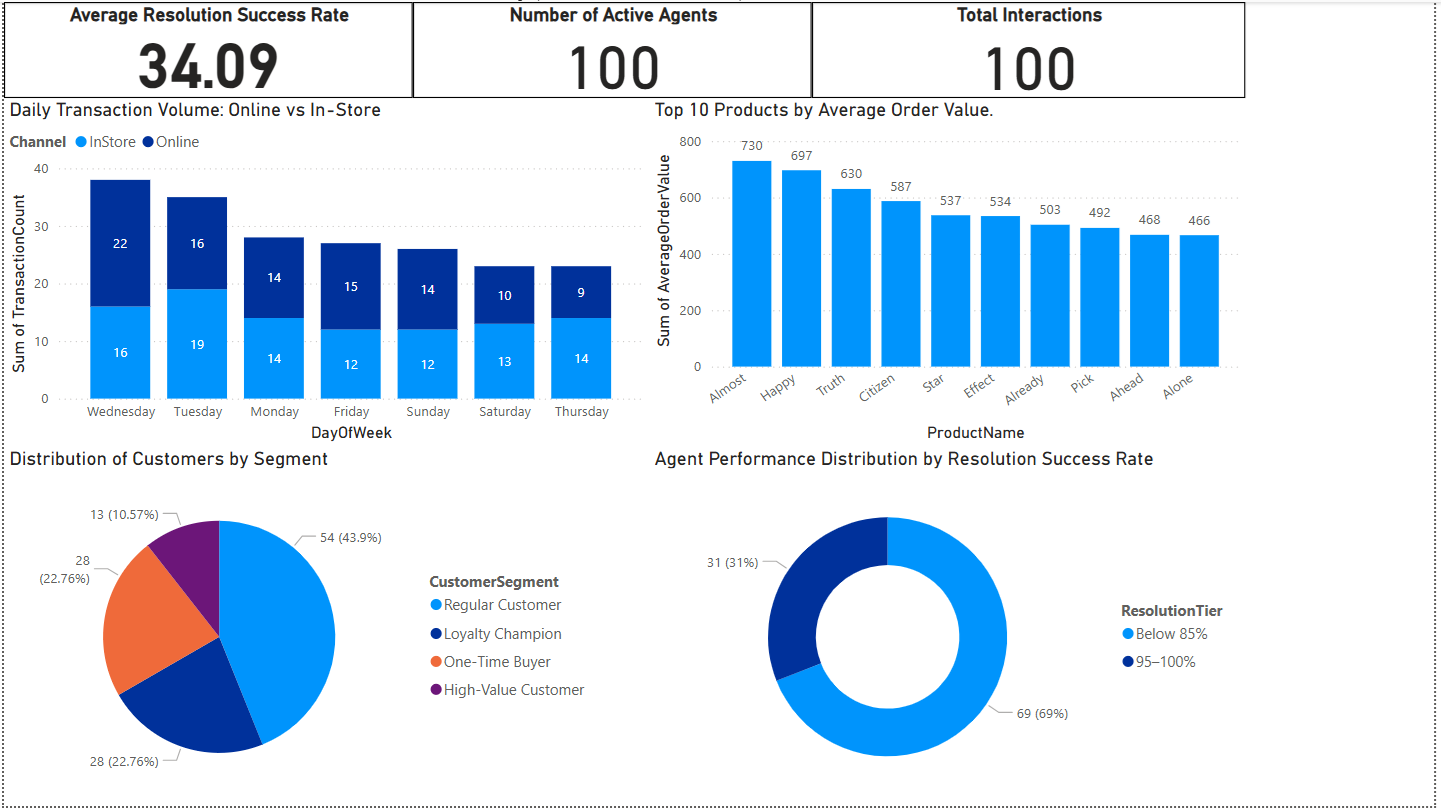 Average Resolution Success Rate
34.09
Number of Active Agents
100
Total Interactions
100
Daily Transaction Volume: Online vs In-Store
Channel InStore Online
Sum of TransactionCount
40
30
20
10
0
22
16
16
19
14
14
15
12
14
12
10
13
9
14
Wednesday Tuesday Monday Friday Sunday Saturday Thursday
DayOfWeek
Top 10 Products by Average Order Value.
Sum of AverageOrderValue
800
600
400
200
0
730
697
630
587
537
534
503
492
468
466
Almost
Happy
Truth
Citizen
Star
Effect
Already
Pick
Ahead
Alone
ProductName
Distribution of Customers by Segment
13 (10.57%)
54 (43.9%)
28
(22.76%)
28 (22.76%)
CustomerSegment
Regular Customer
Loyalty Champion
One-Time Buyer
High-Value Customer
Agent Performance Distribution by Resolution Success Rate
31 (31%)
69 (69%)
ResolutionTier
Below 85%
95–100%